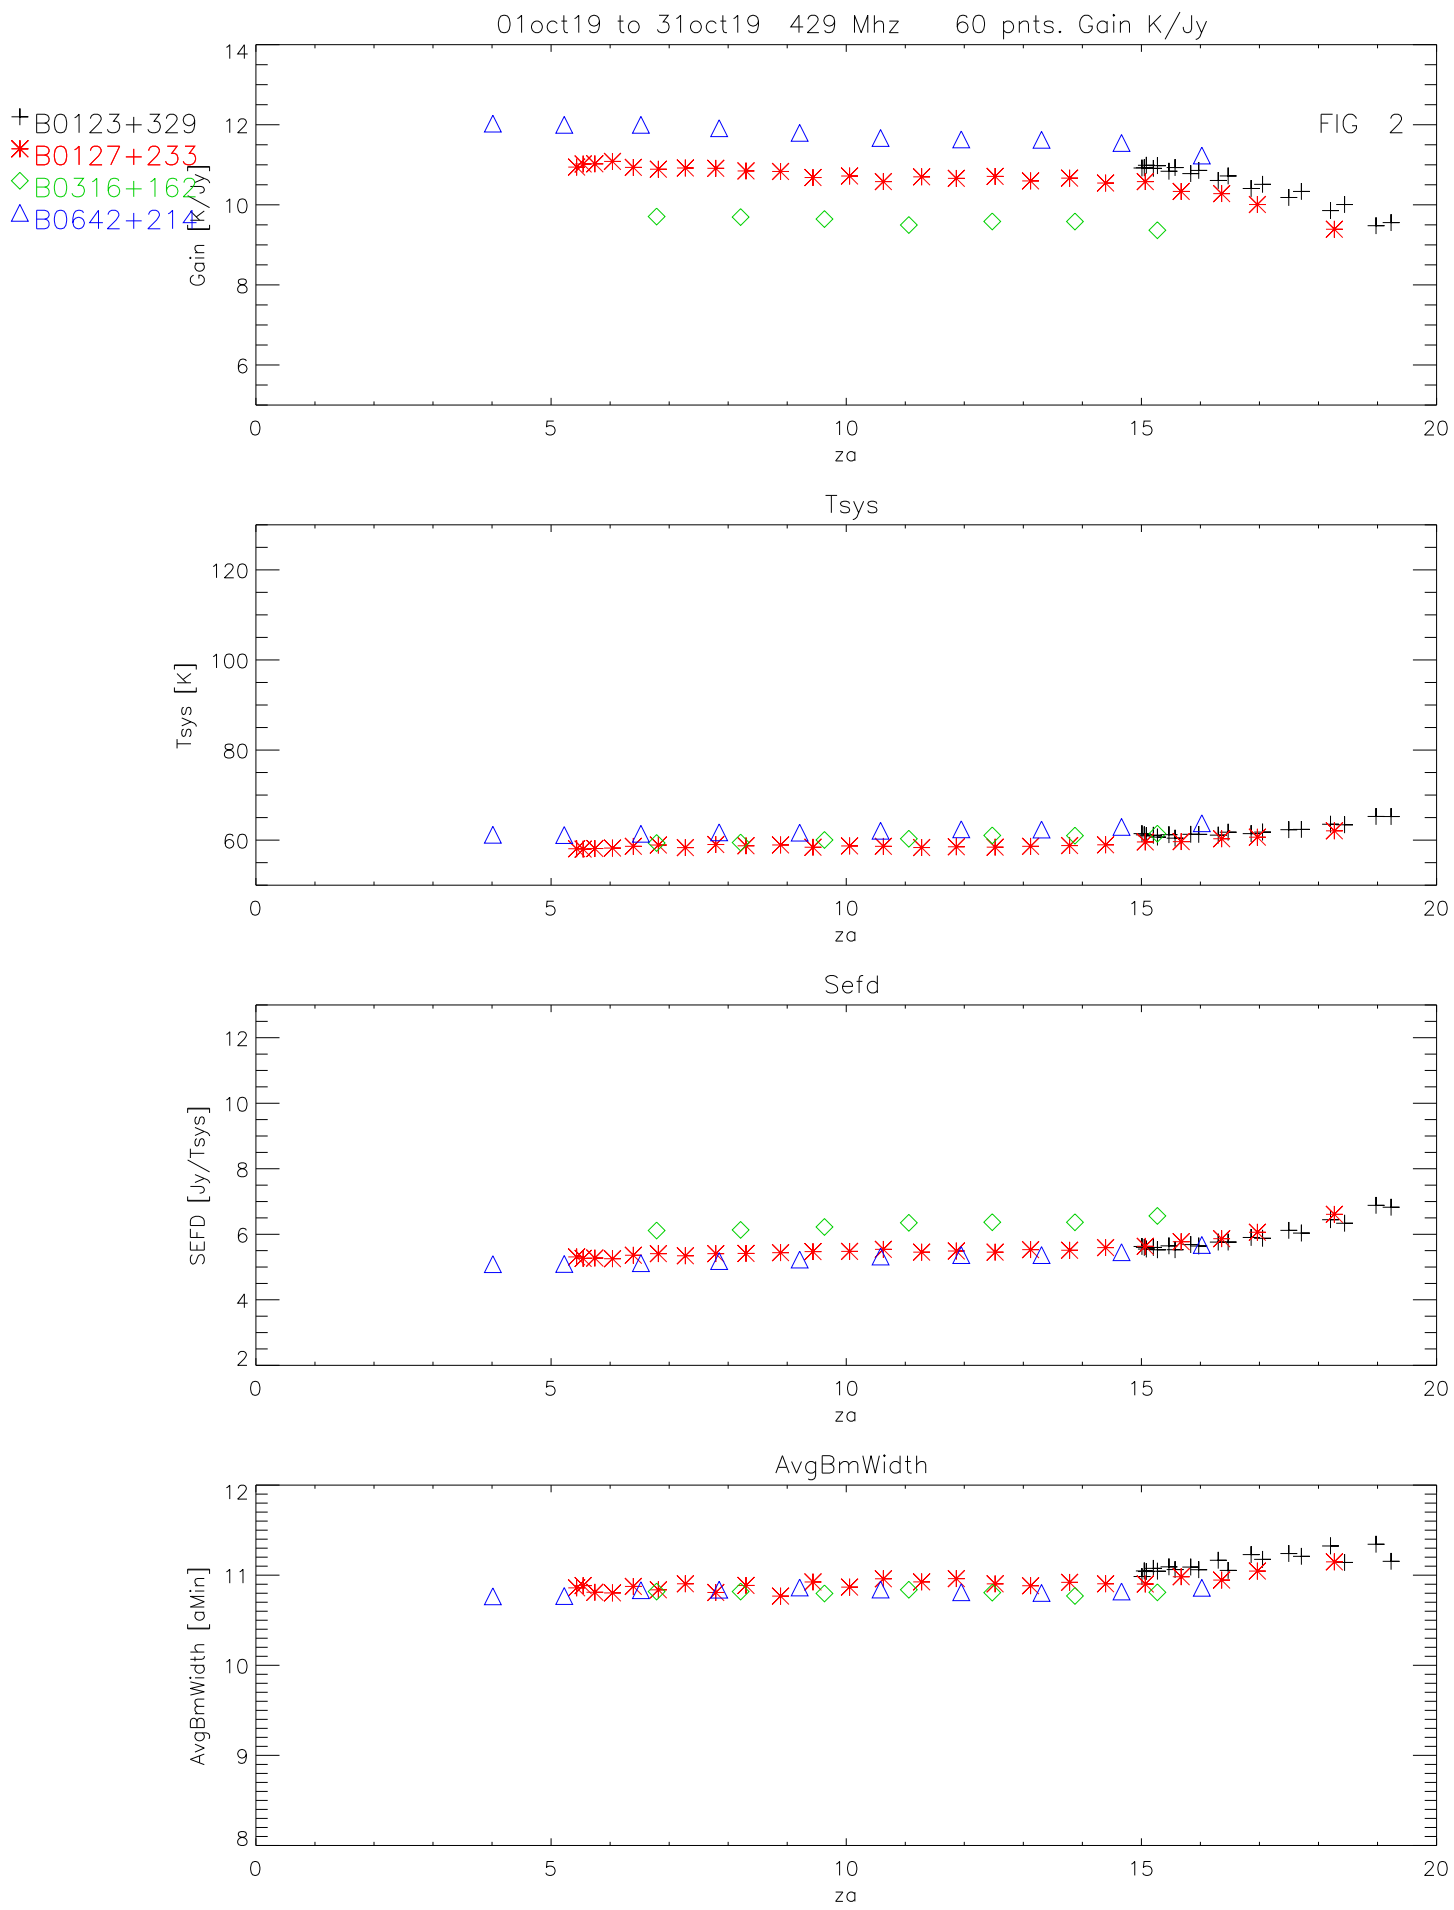 01oct19 to 31oct19 429 Mhz 60 pnts. Gain K/Jy
B0123+329
B0127+233
B0316+162
B0642+214
FIG 2
Gain [K/Jy]
14
12
10
8
6
0 5 10 15 20
za
Tsys
Tsys [K]
120
100
80
60
0 5 10 15 20
za
Sefd
SEFD [Jy/Tsys]
12
10
8
6
4
2
0 5 10 15 20
za
AvgBmWidth
AvgBmWidth [aMin]
12
11
10
9
8
0 5 10 15 20
za